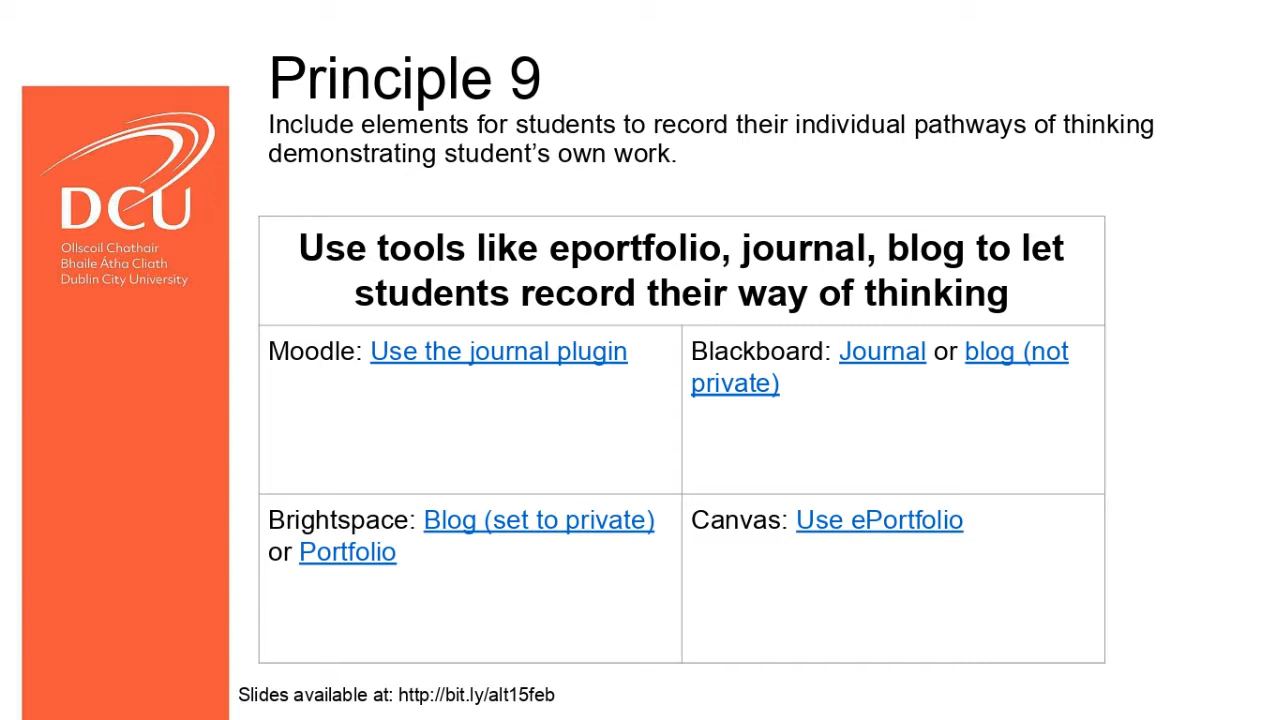 Principle 9
Include elements for students to record their individual pathways of thinking
demonstrating student’s own work.
DCU
Ollscoil Chathair
Bhaile Átha Cliath
Dublin City University
Use tools like eportfolio, journal, blog to let
students record their way of thinking
Moodle: Use the journal plugin
Blackboard: Journal or blog (not
private)
Brightspace: Blog (set to private)
or Portfolio
Canvas: Use ePortfolio
Slides available at: http://bit.ly/alt15feb